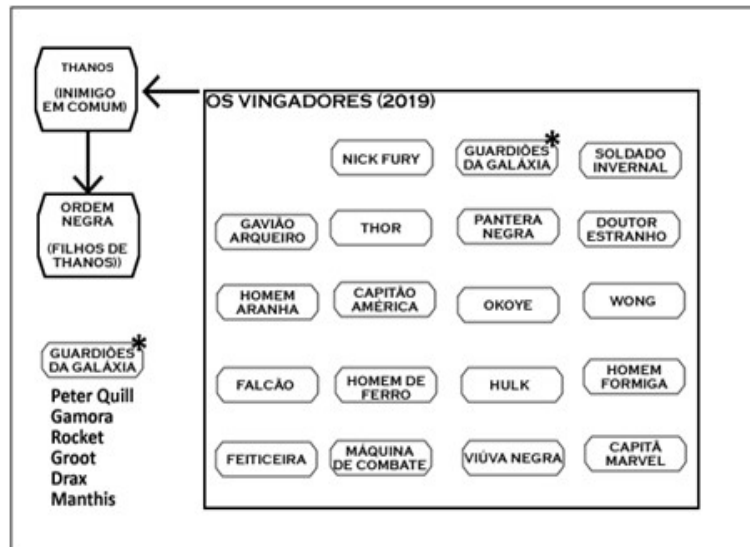 THANOS
(INIMIGO
EM COMUM)
OS VINGADORES (2019)
NICK FURY
GUARDIÕES *
DA GALÁXIA
SOLDADO
INVERNAL
ORDEM
NEGRA
(FILHOS DE
THANOS))
GAVIÃO
ARQUEIRO
THOR
PANTERA
NEGRA
DOUTOR
ESTRANHO
HOMEM
ARANHA
CAPITÃO
AMÉRICA
OKOYE
WONG
GUARDIÕES *
DA GALÁXIA
Peter Quill
Gamora
Rocket
Groot
Drax
Manthis
FALCÃO
HOMEM DE
FERRO
HULK
HOMEM
FORMIGA
FEITICEIRA
MÁQUINA
DE COMBATE
VIÚVA NEGRA
CAPITÃ
MARVEL